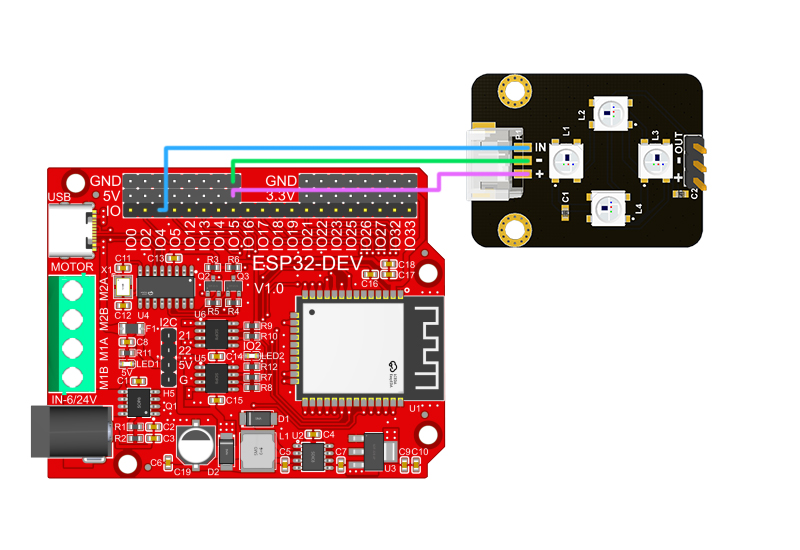 R1
L2
L1
L3
L4
IN
-
+
OUT
-
+
C1
C2
GND
5V
IO
GND
3.3V
USB
IO0
IO2
IO4
IO5
IO12
IO13
IO14
IO15
IO16
IO17
IO18
IO19
IO21
IO22
IO23
IO25
IO26
IO27
IO32
IO33
ESP32-DEV
V1.0
MOTOR
M2A
M2B
M1A
M1B
X1
C11
C13
C12
U4
R3
R6
Q2
Q3
R5
R4
C18
C17
C16
F1
C8
R11
LED1
5V
C1
I2C
21
22
5V
G
H5
U6
U5
C14
C15
R9
R10
IO2
LED2
R12
R7
R8
U1
IN-6/24V
Q1
R1
R2
C2
C3
C6
C19
D2
D1
L1
U2
C4
C5
C7
U3
C9
C10